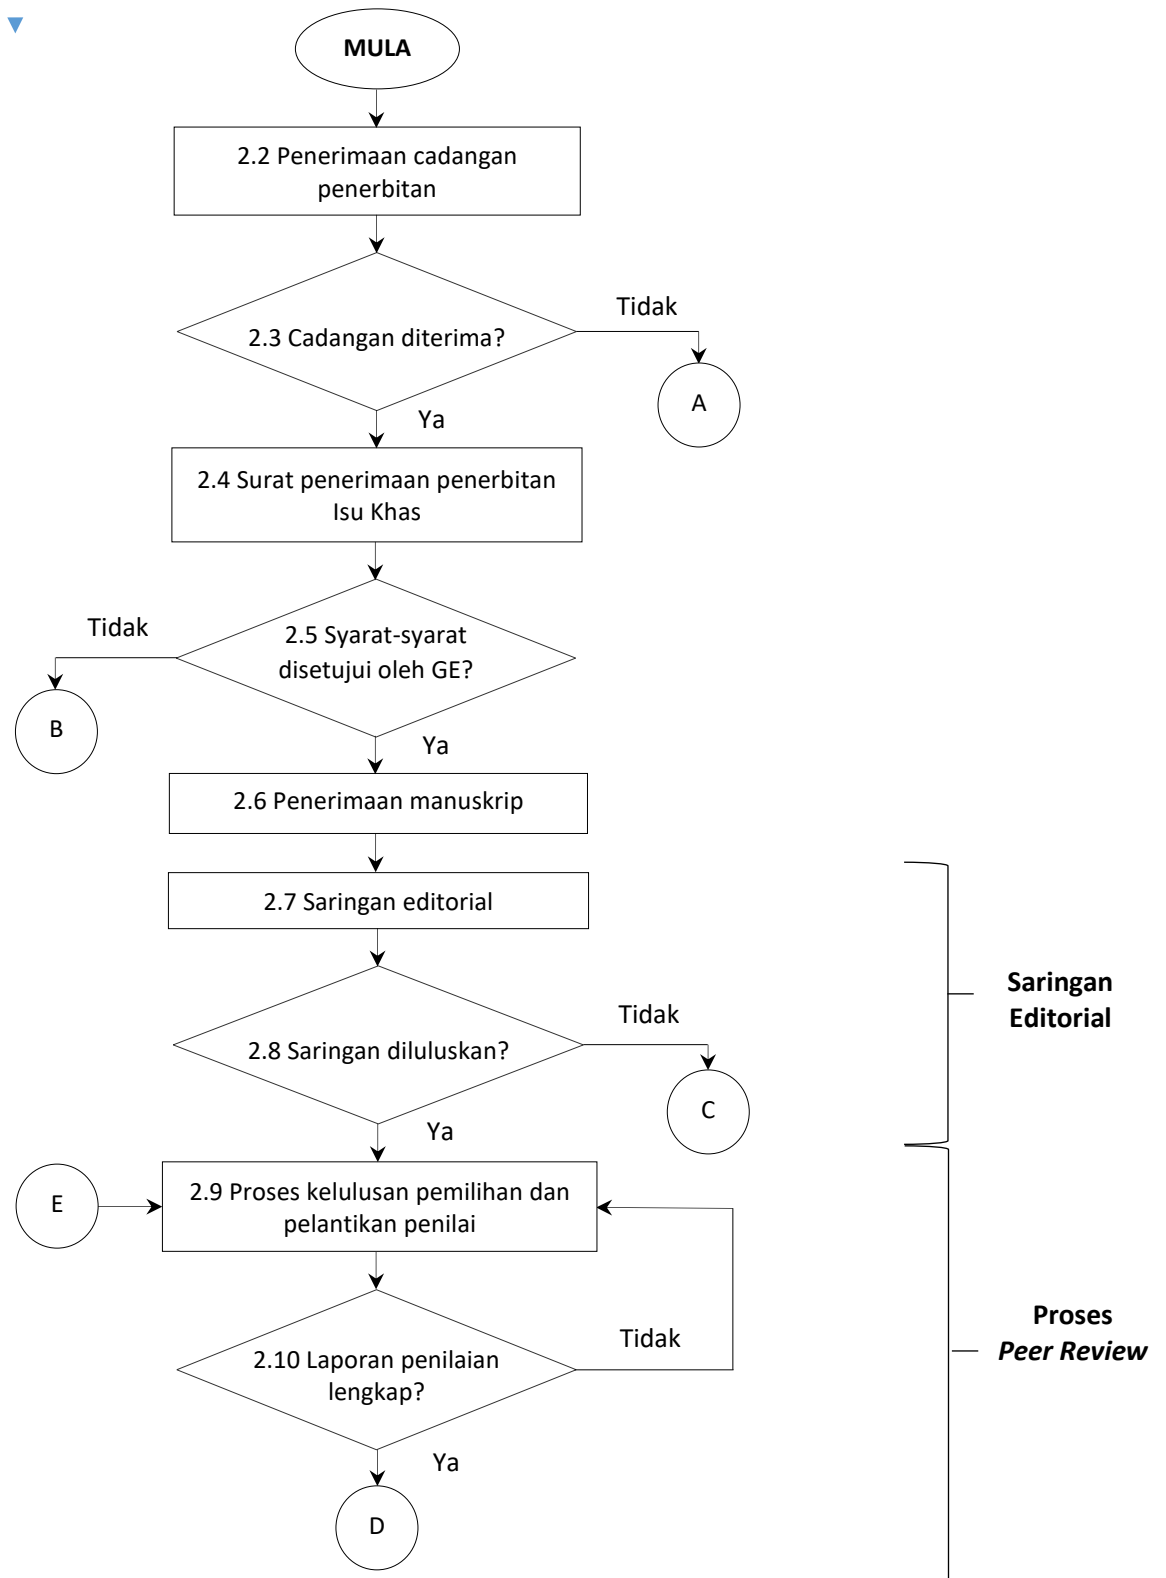 MULA
2.2 Penerimaan cadangan
penerbitan
2.3 Cadangan diterima?
Tidak
A
Ya
2.4 Surat penerimaan penerbitan
Isu Khas
2.5 Syarat-syarat
disetujui oleh GE?
Tidak
B
Ya
2.6 Penerimaan manuskrip
2.7 Saringan editorial
Saringan
Editorial
2.8 Saringan diluluskan?
Tidak
C
Ya
E
2.9 Proses kelulusan pemilihan dan
pelantikan penilai
Proses
Peer Review
2.10 Laporan penilaian
lengkap?
Tidak
Ya
D